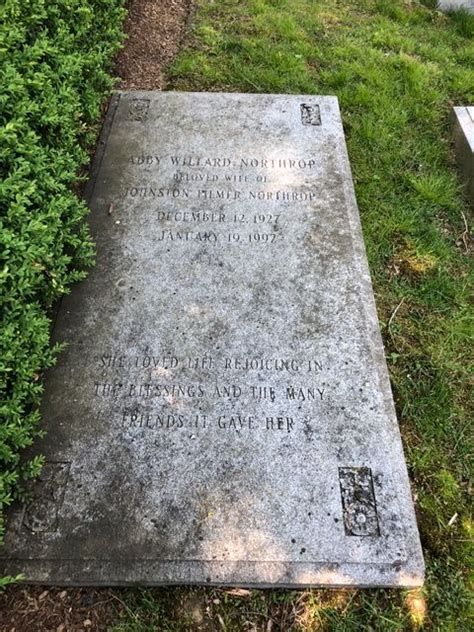 ABBY WILLARD NORTHROP
BELOVED WIFE OF
JOHNSTON FILMER NORTHROP
DECEMBER 12, 1927
JANUARY 19, 1997
SHE LOVED LIFE REJOICING IN
THE BLESSINGS AND THE MANY
FRIENDS IT GAVE HER